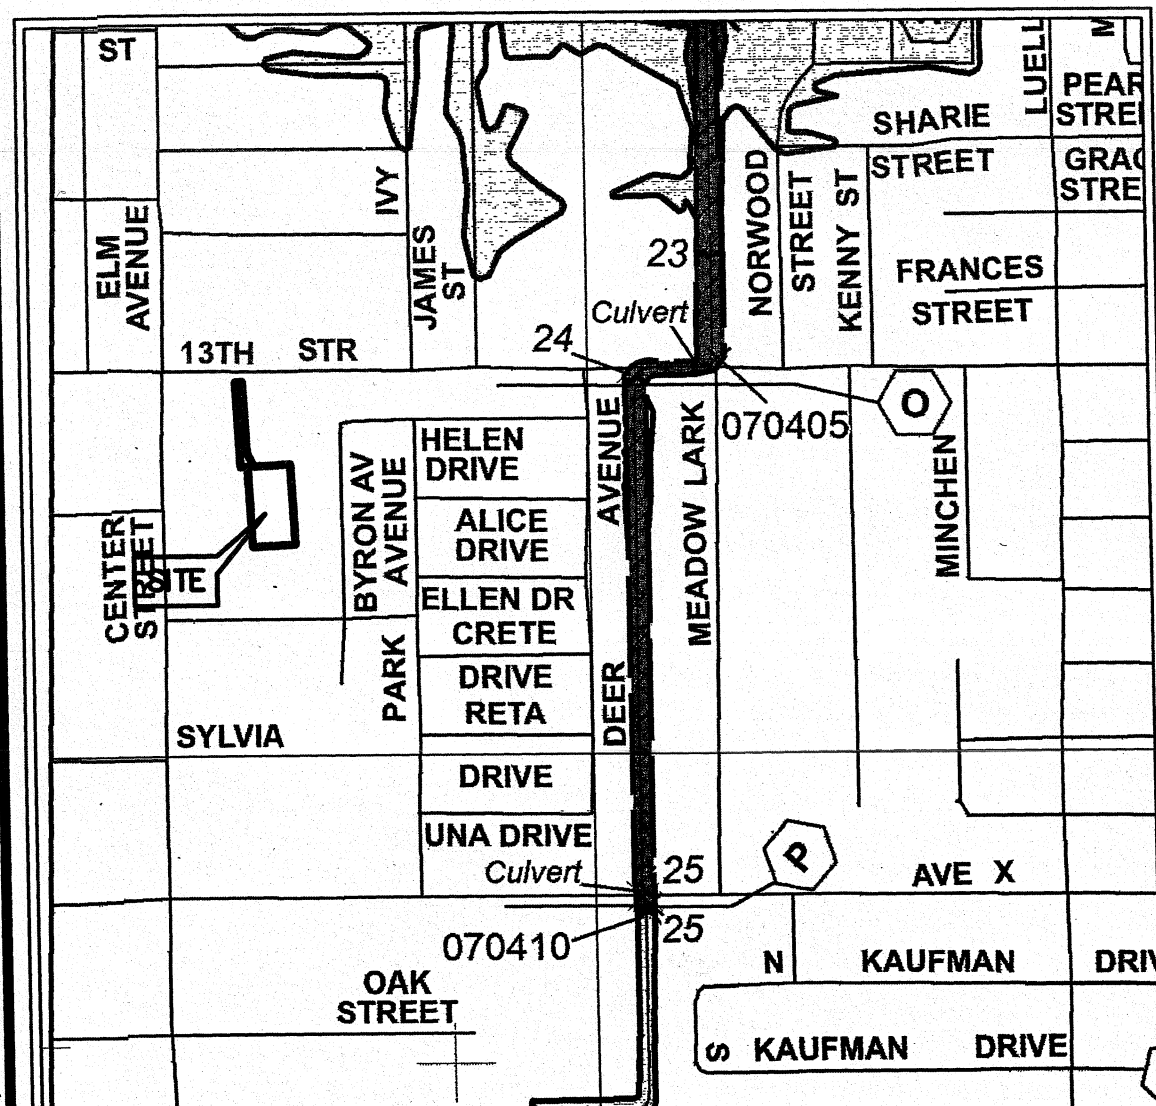 ST
LUELL
M
PEAR
STREE
SHARIE
STREET
GRAC
STRE
IVY
NORWOOD
STREET
KENNY ST
ELM
AVENUE
JAMES
ST
23
FRANCES
STREET
Culvert
24
13TH STR
O
070405
HELEN
DRIVE
AVENUE
MEADOW LARK
MINCHEN
BYRON AV
AVENUE
ALICE
DRIVE
CENTER
STREET
SITE
ELLEN DR
CRETE
PARK
DRIVE
RETA
DEER
SYLVIA
DRIVE
UNA DRIVE
Culvert
25
P
AVE X
25
070410
N KAUFMAN DRIV
OAK
STREET
S KAUFMAN DRIVE